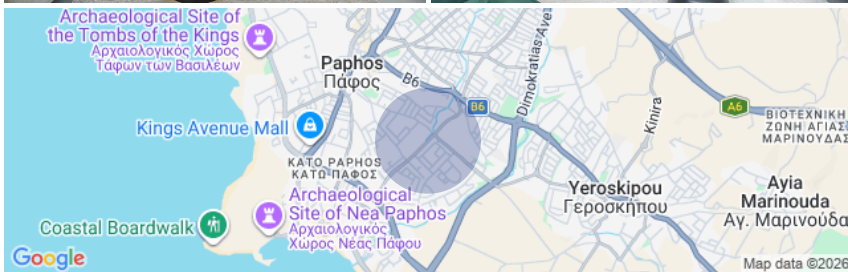 Archaeological Site of
the Tombs of the Kings
Αρχαιολογικός Χώρος
Τάφων των Βασιλέων
Paphos
Πάφος
B6
Dimokratias Ave
B6
A6
Kinira
ΒΙΟΤΕΧΝΙΚΗ
ΖΩΝΗ ΑΓΙΑΣ
ΜΑΡΙΝΟΥΔΑΣ
Kings Avenue Mall
KATO PAPHOS
ΚΑΤΩ ΠΑΦΟΣ
Archaeological
Site of Nea Paphos
Αρχαιολογικός
Χώρος Νέας Πάφου
Yeroskipou
Γεροσκήπου
Ayia
Marinouda
Αγ. Μαρινούδα
Coastal Boardwalk
Google
Map data ©2026